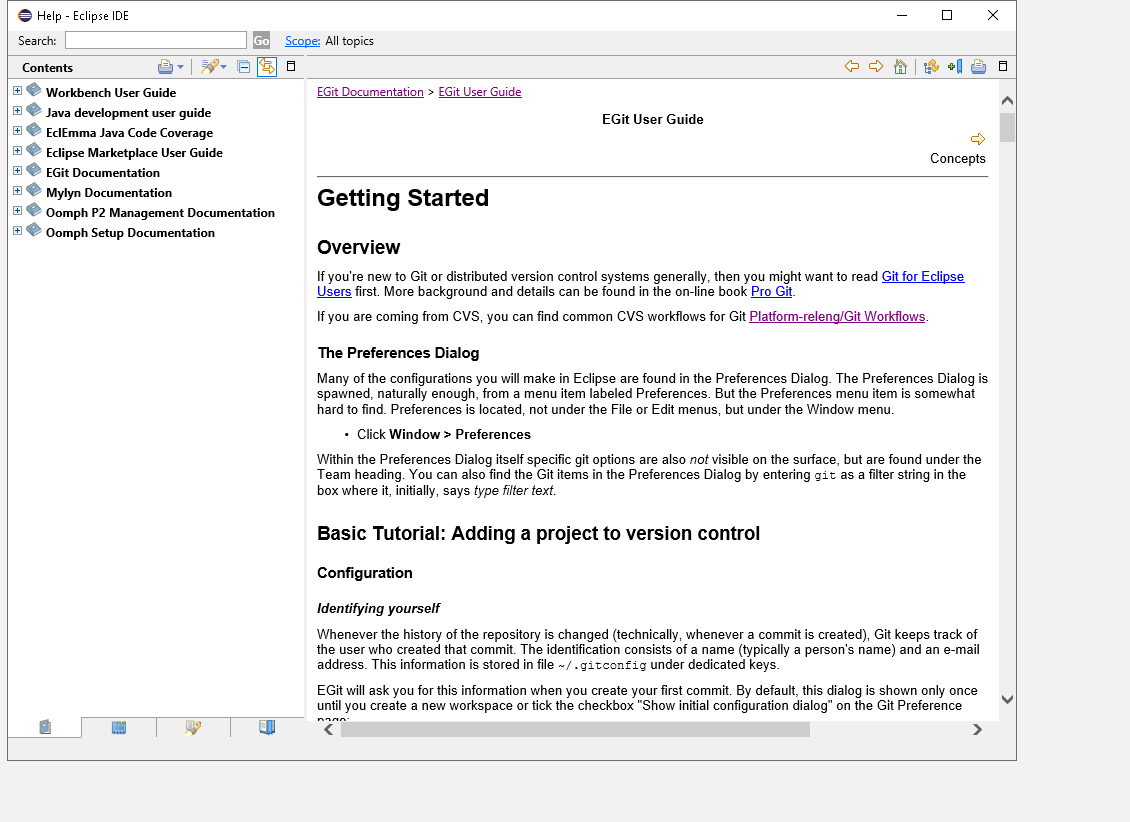 Help - Eclipse IDE
Search:
Go
Scope: All topics
Contents
Workbench User Guide
Java development user guide
EclEmma Java Code Coverage
Eclipse Marketplace User Guide
EGit Documentation
Mylyn Documentation
Oomph P2 Management Documentation
Oomph Setup Documentation
EGit Documentation > EGit User Guide
EGit User Guide
Concepts
Getting Started
Overview
If you're new to Git or distributed version control systems generally, then you might want to read Git for Eclipse
Users first. More background and details can be found in the on-line book Pro Git.
If you are coming from CVS, you can find common CVS workflows for Git Platform-releng/Git Workflows.
The Preferences Dialog
Many of the configurations you will make in Eclipse are found in the Preferences Dialog. The Preferences Dialog is
spawned, naturally enough, from a menu item labeled Preferences. But the Preferences menu item is somewhat
hard to find. Preferences is located, not under the File or Edit menus, but under the Window menu.
• Click Window > Preferences
Within the Preferences Dialog itself specific git options are also not visible on the surface, but are found under the
Team heading. You can also find the Git items in the Preferences Dialog by entering git as a filter string in the
box where it, initially, says type filter text.
Basic Tutorial: Adding a project to version control
Configuration
Identifying yourself
Whenever the history of the repository is changed (technically, whenever a commit is created), Git keeps track of
the user who created that commit. The identification consists of a name (typically a person's name) and an e-mail
address. This information is stored in file ~/.gitconfig under dedicated keys.
EGit will ask you for this information when you create your first commit. By default, this dialog is shown only once
until you create a new workspace or tick the checkbox "Show initial configuration dialog" on the Git Preference
page: